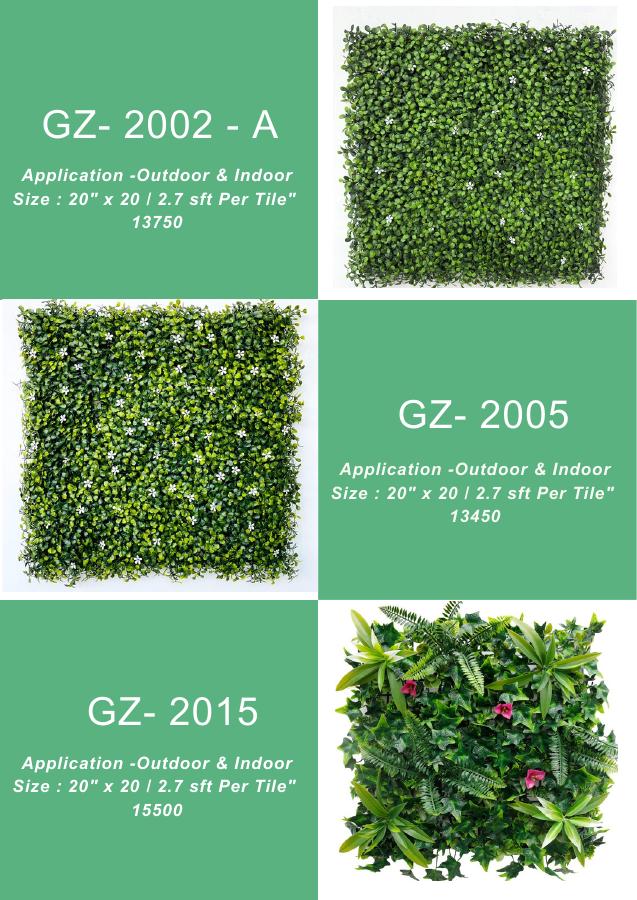 GZ- 2002 - A
Application -Outdoor & Indoor
Size : 20" x 20 / 2.7 sft Per Tile"
13750
GZ- 2005
Application -Outdoor & Indoor
Size : 20" x 20 / 2.7 sft Per Tile"
13450
GZ- 2015
Application -Outdoor & Indoor
Size : 20" x 20 / 2.7 sft Per Tile"
15500